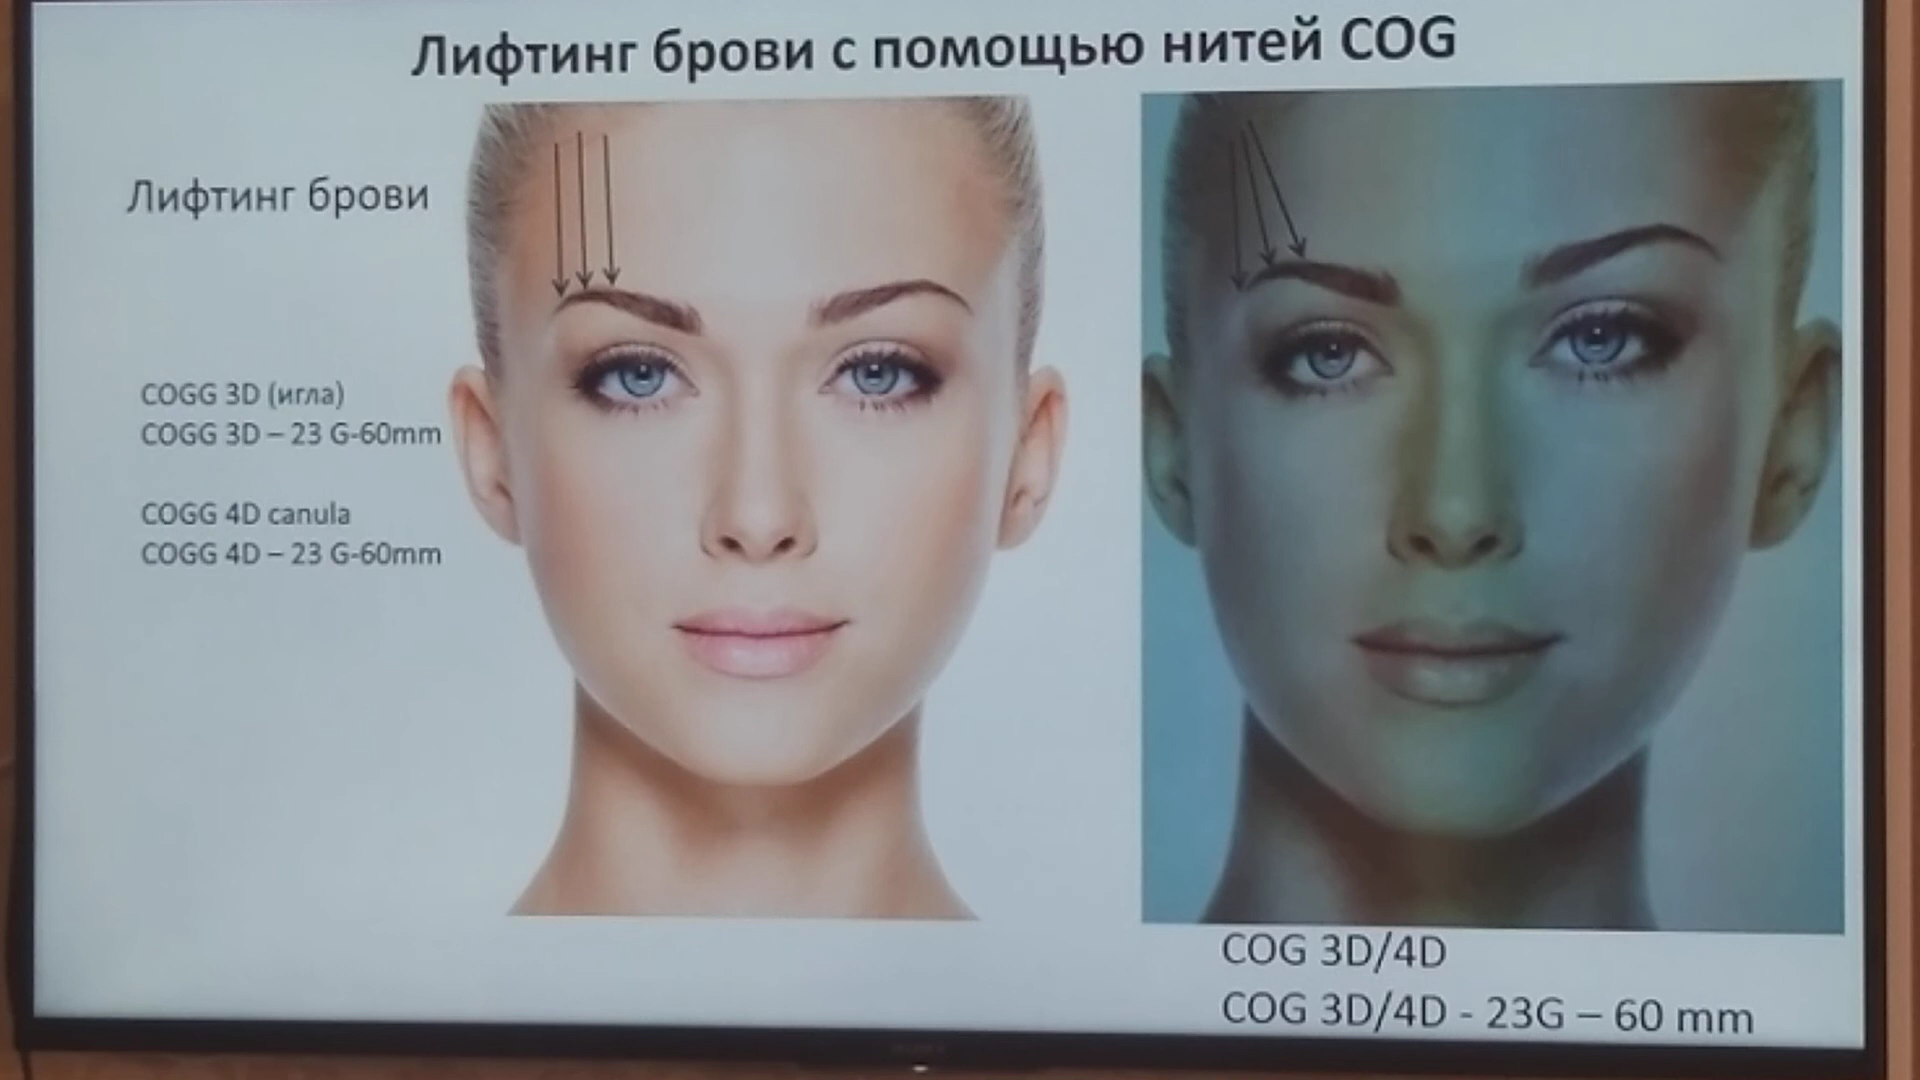 Лифтинг брови с помощью нитей COG
Лифтинг брови
COGG 3D (игла)
COGG 3D – 23 G-60mm
COGG 4D canula
COGG 4D – 23 G-60mm
COG 3D/4D
COG 3D/4D - 23G – 60 mm